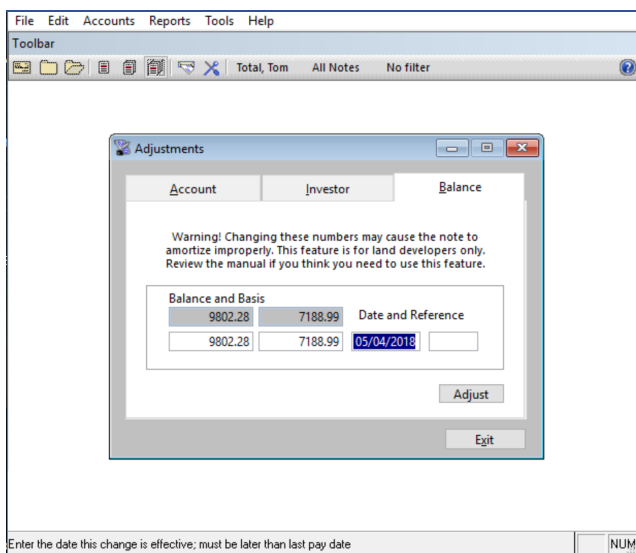 File Edit Accounts Reports Tools Help
Toolbar
Total, Tom All Notes No filter
Adjustments
Account Investor Balance
Warning! Changing these numbers may cause the note to
amortize improperly. This feature is for land developers only.
Review the manual if you think you need to use this feature.
Balance and Basis
9802.28 7188.99 Date and Reference
9802.28 7188.99 05/04/2018
Adjust
Exit
Enter the date this change is effective; must be later than last pay date NUM